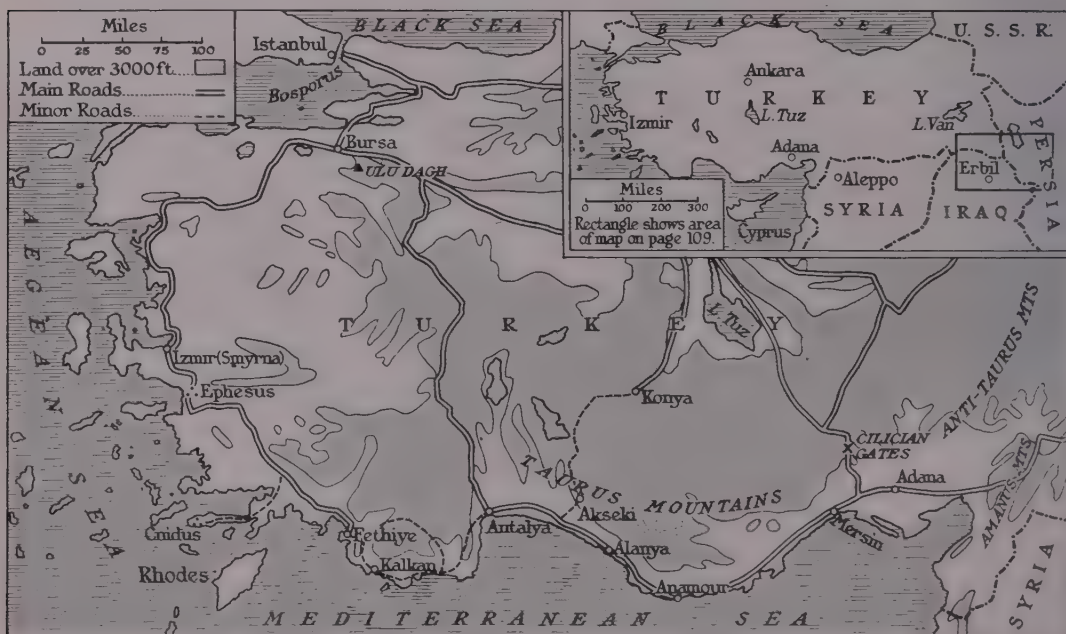 Miles
0 25 50 75 100
Land over 3000ft.....
Main Roads..............
Minor Roads............
BLACK SEA
Istanbul
Bosporus
Bursa
ULU DAGH
AEGEAN SEA
TURKEY
L. Tuz
Izmir (Smyrna)
Ephesus
Konya
ANTI-TAURUS MTS
CILICIAN
GATES
Adana
AMANUS MTS
TAURUS MOUNTAINS
Akseki
Mersin
Antalya
Alanya
Anamour
Cnidus
Fethiye
Kalkan
Rhodes
SYRIA
MEDITERRANEAN SEA
BLACK SEA
U.S.S.R.
Ankara
TURKEY
L. Tuz
L. Van
Izmir
Adana
PERSIA
Erbil
Aleppo
SYRIA
IRAQ
Cyprus
Miles
0 100 200 300
Rectangle shows area
of map on page 109.